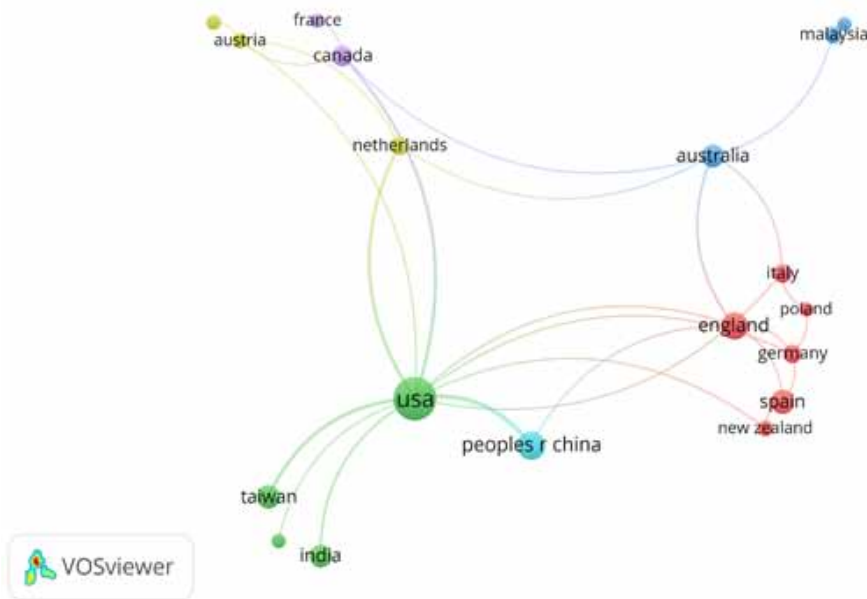 france
austria
canada
malaysia
netherlands
australia
italy
poland
england
germany
usa
spain
new zealand
peoples r china
taiwan
india
VOSviewer